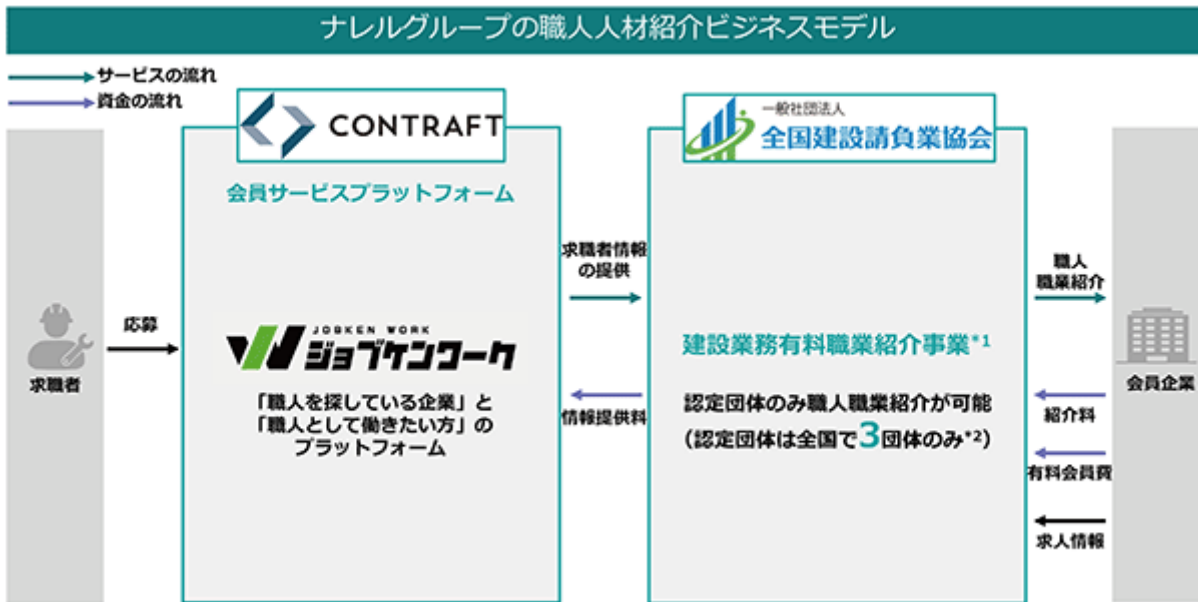 ナレルグループの職人人材紹介ビジネスモデル
サービスの流れ
資金の流れ
CONTRAFT
会員サービスプラットフォーム
JOBKEN WORK
ジョブケンワーク
「職人を探している企業」と
「職人として働きたい方」の
プラットフォーム
求職者
応募
求職者情報
の提供
情報提供料
一般社団法人
全国建設請負業協会
建設業務有料職業紹介事業*1
認定団体のみ職人職業紹介が可能
(認定団体は全国で3団体のみ*2)
職人
職業紹介
紹介料
有料会員費
求人情報
会員企業